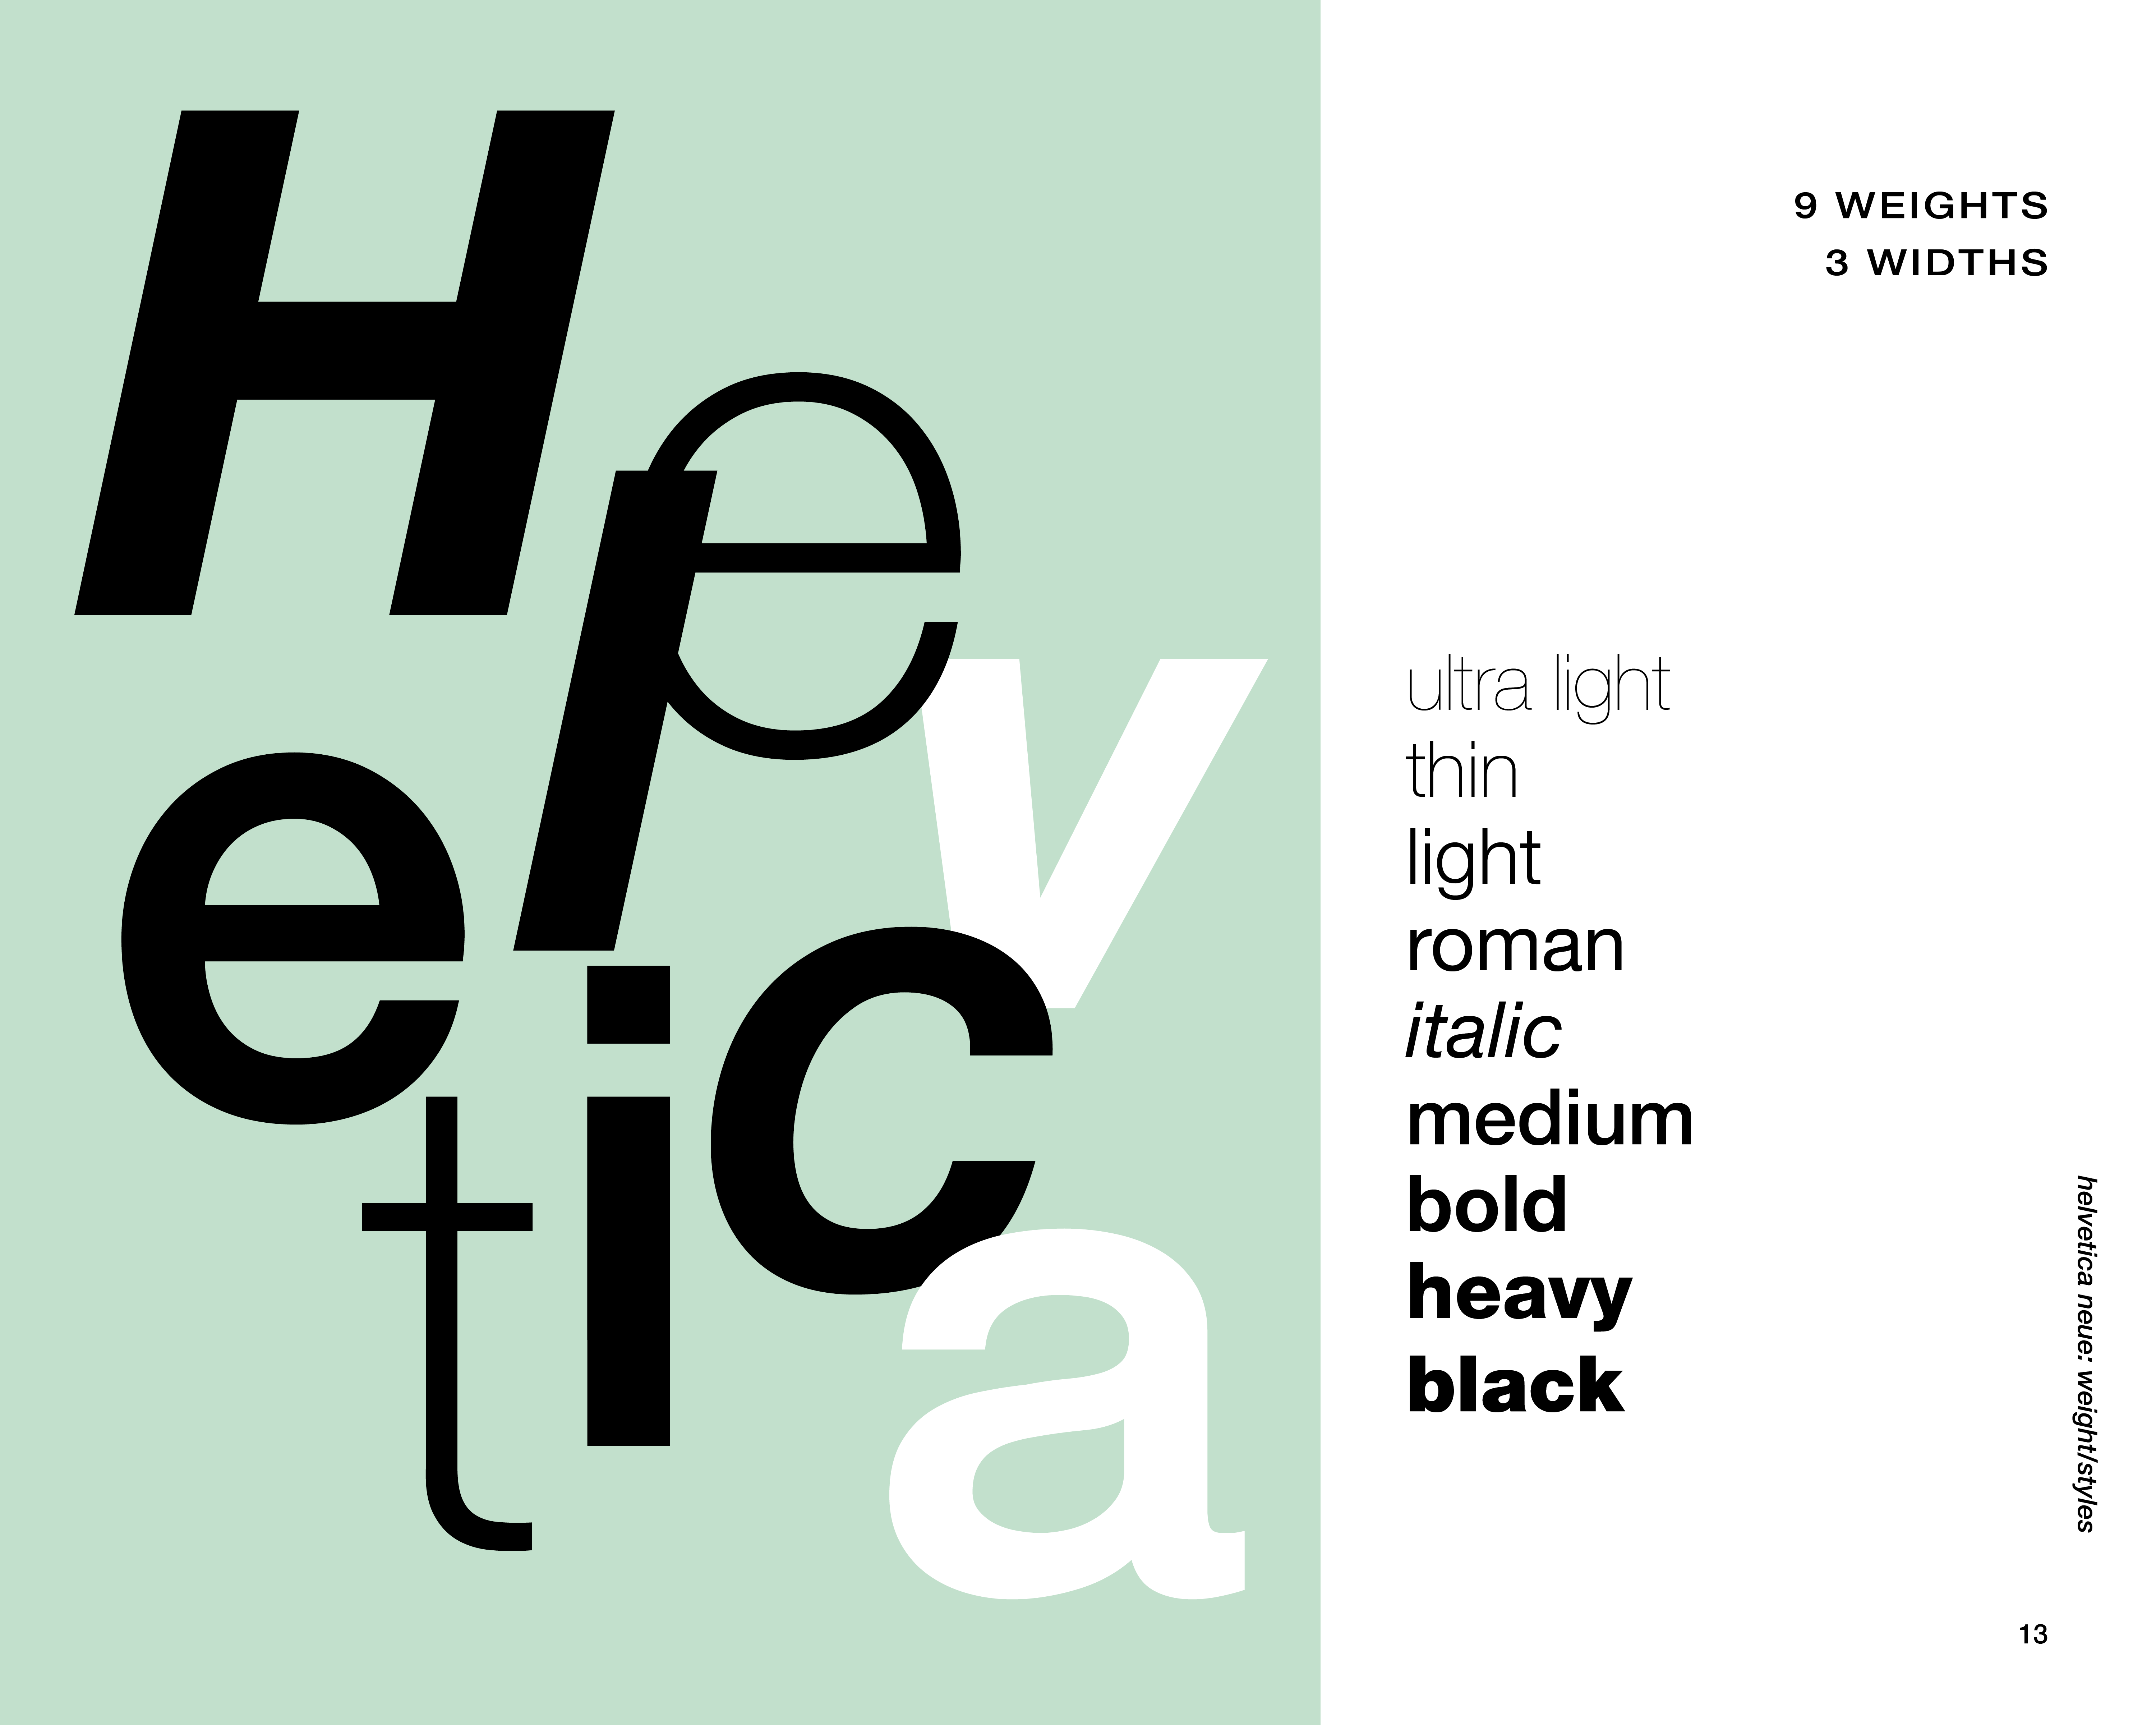 Helvetica
9 WEIGHTS
3 WIDTHS
ultra light
thin
light
roman
italic
medium
bold
heavy
black
helvetica neue: weight/styles
13